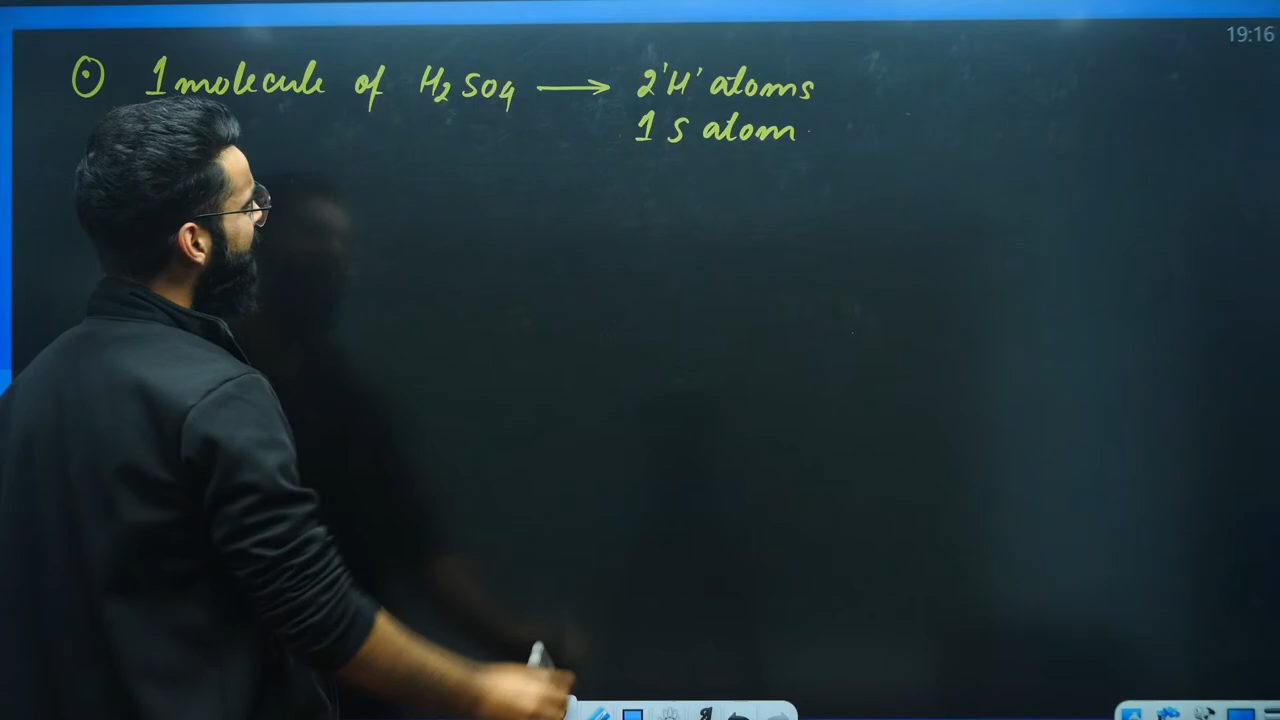 19:16
⊙ 1 molecule of H₂SO₄ ⟶ 2 'H' atoms
1 S atom